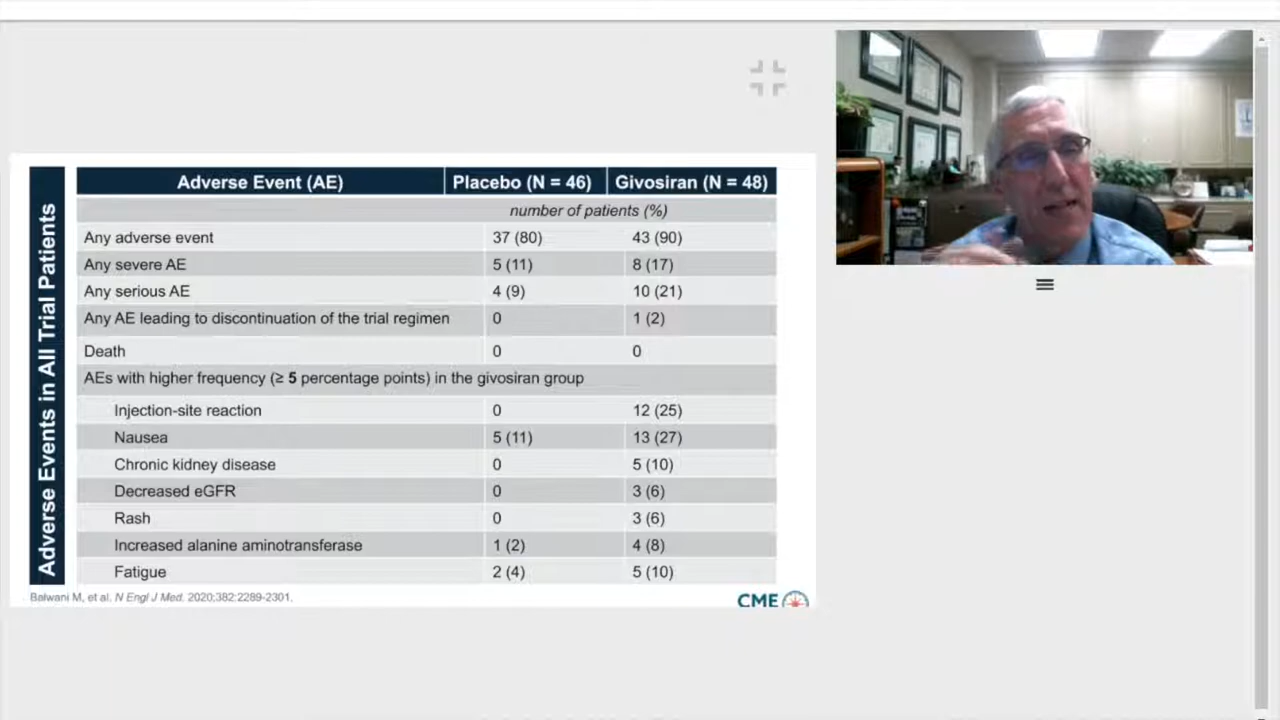 Adverse Events in All Trial Patients
Adverse Event (AE) Placebo (N = 46) Givosiran (N = 48)
number of patients (%)
Any adverse event 37 (80) 43 (90)
Any severe AE 5 (11) 8 (17)
Any serious AE 4 (9) 10 (21)
Any AE leading to discontinuation of the trial regimen 0 1 (2)
Death 0 0
AEs with higher frequency (≥ 5 percentage points) in the givosiran group
Injection-site reaction 0 12 (25)
Nausea 5 (11) 13 (27)
Chronic kidney disease 0 5 (10)
Decreased eGFR 0 3 (6)
Rash 0 3 (6)
Increased alanine aminotransferase 1 (2) 4 (8)
Fatigue 2 (4) 5 (10)
Balwani M, et al. N Engl J Med. 2020;382:2289-2301.
CME